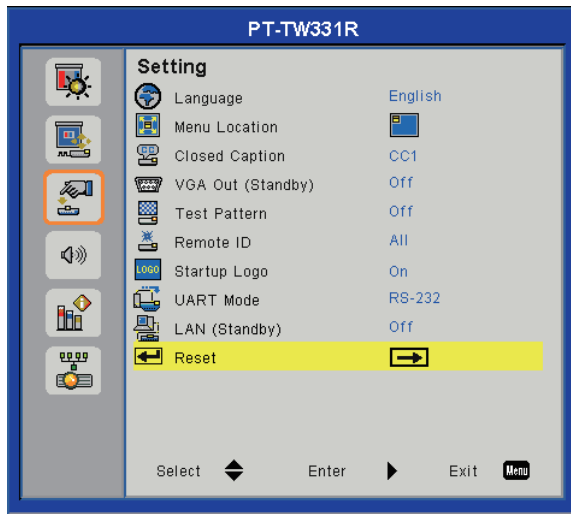 PT-TW331R
Setting
Language English
Menu Location
Closed Caption CC1
VGA Out (Standby) Off
Test Pattern Off
Remote ID All
LOGO Startup Logo On
UART Mode RS-232
LAN (Standby) Off
Reset
Select Enter Exit Menu